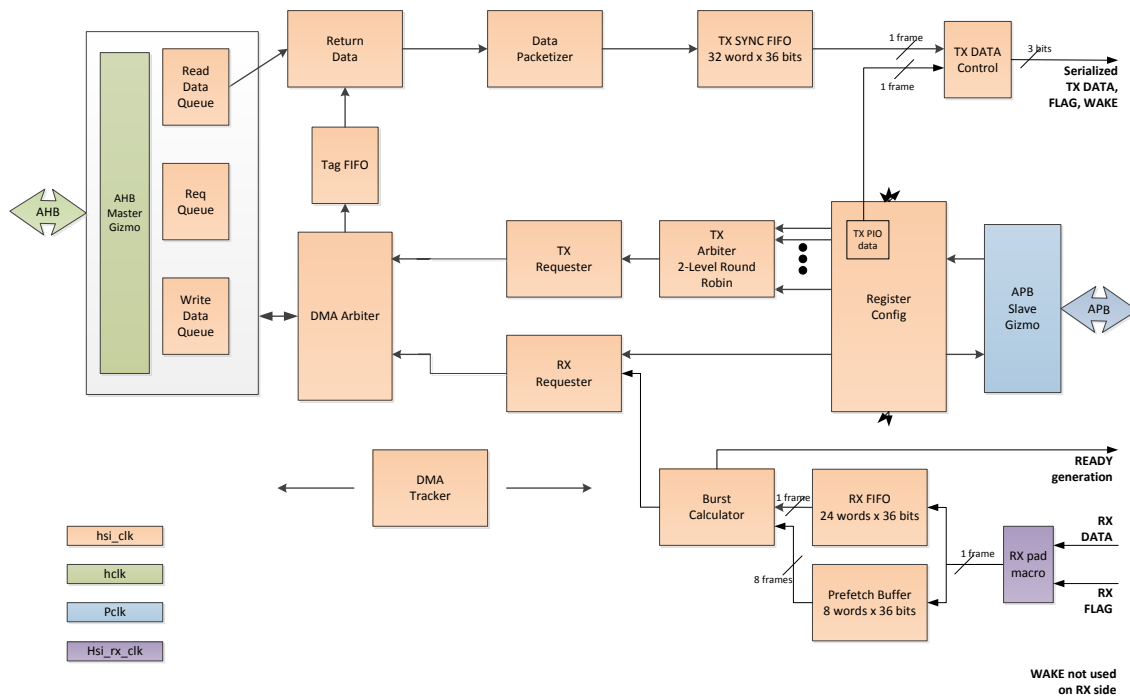 Read
Data
Queue
Return
Data
Data
Packetizer
TX SYNC FIFO
32 word x 36 bits
1 frame
1 frame
TX DATA
Control
3 bits
Serialized
TX DATA,
FLAG, WAKE
Tag FIFO
AHB
AHB
Master
Gizmo
Req
Queue
Write
Data
Queue
DMA Arbiter
TX
Requester
TX
Arbiter
2-Level Round
Robin
TX PIO
data
Register
Config
APB
Slave
Gizmo
APB
RX
Requester
READY
generation
DMA
Tracker
Burst
Calculator
1 frame
RX FIFO
24 words x 36 bits
8 frames
Prefetch Buffer
8 words x 36 bits
1 frame
RX pad
macro
RX
DATA
RX
FLAG
hsi_clk
hclk
Pclk
Hsi_rx_clk
WAKE not used
on RX side